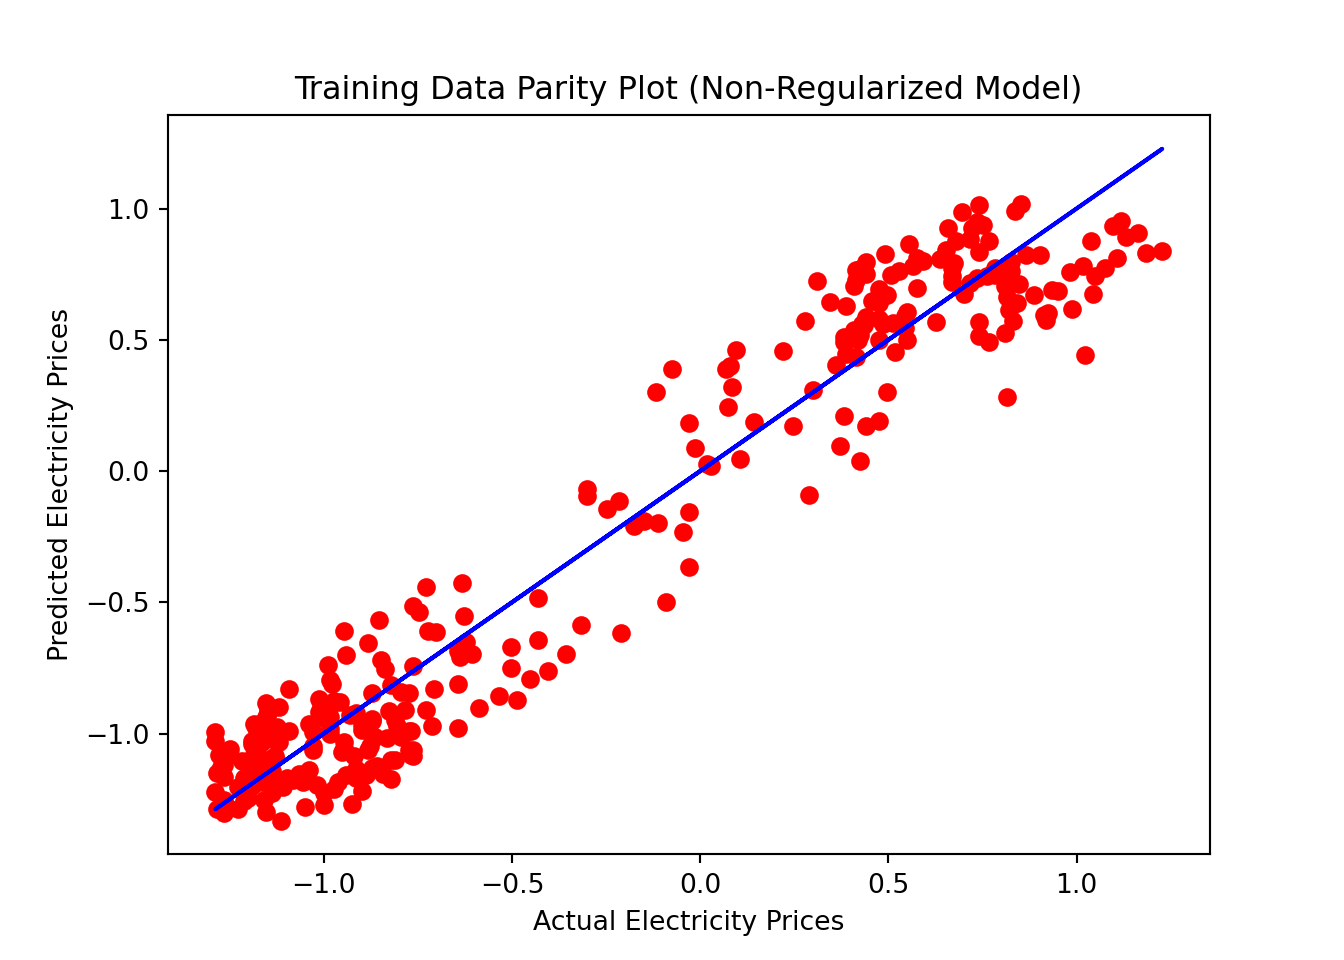 Training Data Parity Plot (Non-Regularized Model)
Predicted Electricity Prices
1.0
0.5
0.0
−0.5
−1.0
−1.0 −0.5 0.0 0.5 1.0
Actual Electricity Prices